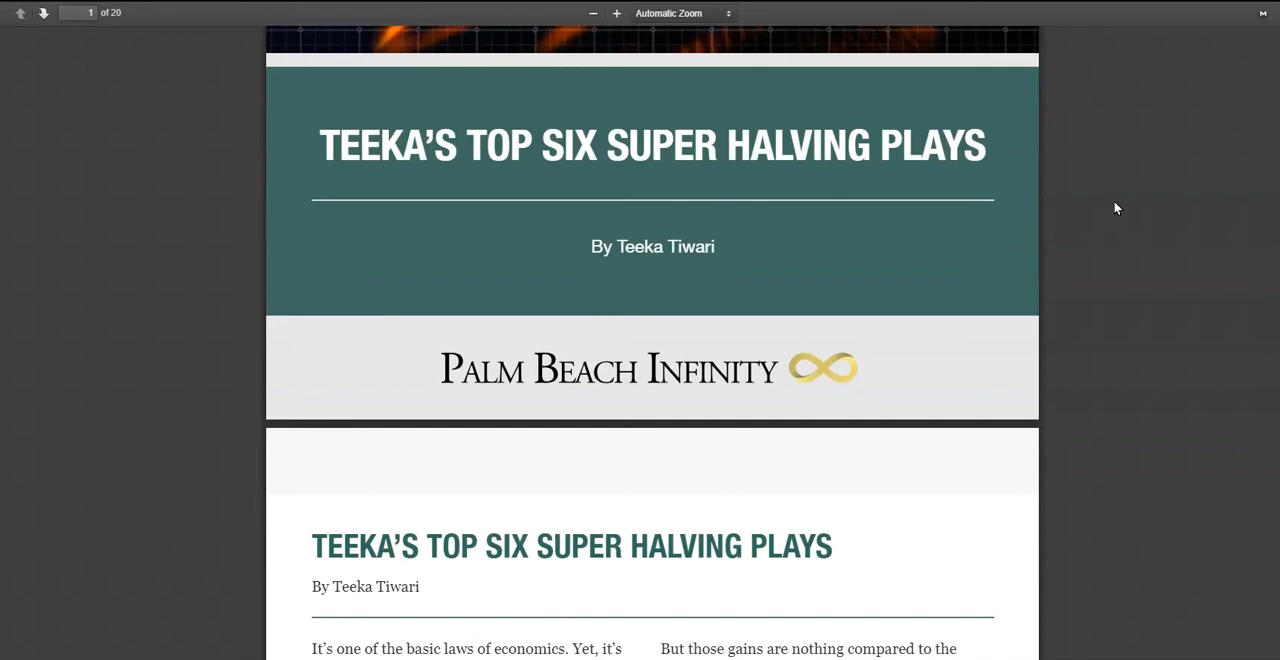 1 of 20
Automatic Zoom
TEEKA'S TOP SIX SUPER HALVING PLAYS
By Teeka Tiwari
PALM BEACH INFINITY
TEEKA'S TOP SIX SUPER HALVING PLAYS
By Teeka Tiwari
It's one of the basic laws of economics. Yet, it's
But those gains are nothing compared to the